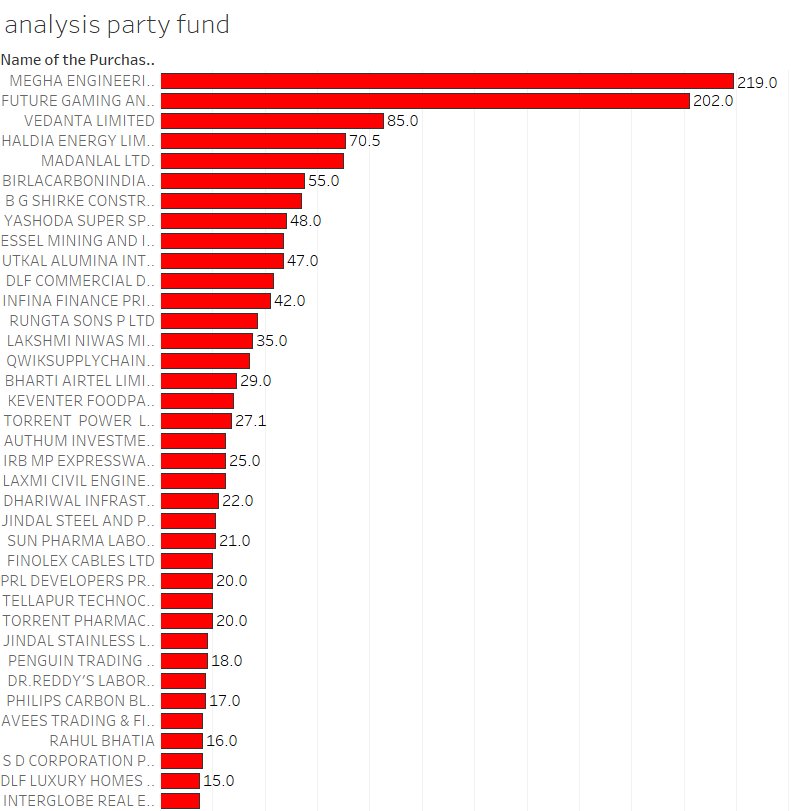 analysis party fund
Name of the Purchas..
MEGHA ENGINEERI.. 219.0
FUTURE GAMING AN.. 202.0
VEDANTA LIMITED 85.0
HALDIA ENERGY LIM.. 70.5
MADANLAL LTD.
BIRLACARBONINDIA.. 55.0
B G SHIRKE CONSTR..
YASHODA SUPER SP.. 48.0
ESSEL MINING AND I..
UTKAL ALUMINA INT.. 47.0
DLF COMMERCIAL D..
INFINA FINANCE PRI.. 42.0
RUNGTA SONS P LTD
LAKSHMI NIWAS MI.. 35.0
QWIKSUPPLYCHAIN..
BHARTI AIRTEL LIMI.. 29.0
KEVENTER FOODPA..
TORRENT POWER L.. 27.1
AUTHUM INVESTME..
IRB MP EXPRESSWA.. 25.0
LAXMI CIVIL ENGINE..
DHARIWAL INFRAST.. 22.0
JINDAL STEEL AND P..
SUN PHARMA LABO.. 21.0
FINOLEX CABLES LTD
PRL DEVELOPERS PR.. 20.0
TELLAPUR TECHNOC..
TORRENT PHARMAC.. 20.0
JINDAL STAINLESS L..
PENGUIN TRADING .. 18.0
DR.REDDY'S LABOR..
PHILIPS CARBON BL.. 17.0
AVEES TRADING & FI..
RAHUL BHATIA 16.0
S D CORPORATION P..
DLF LUXURY HOMES .. 15.0
INTERGLOBE REAL E..